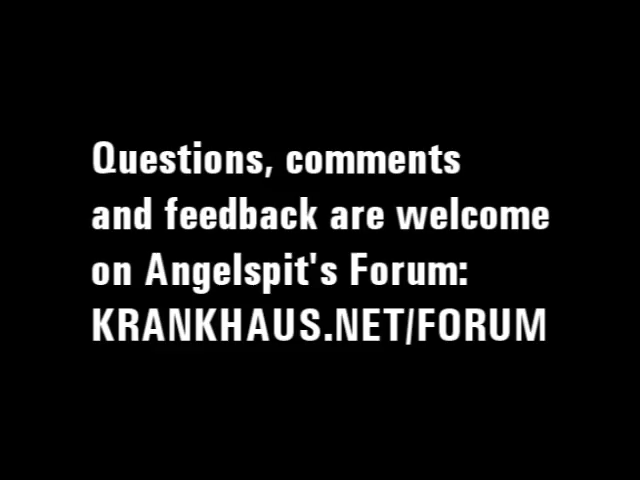 Questions, comments
and feedback are welcome
on Angelspit's Forum:
KRANKHAUS.NET/FORUM